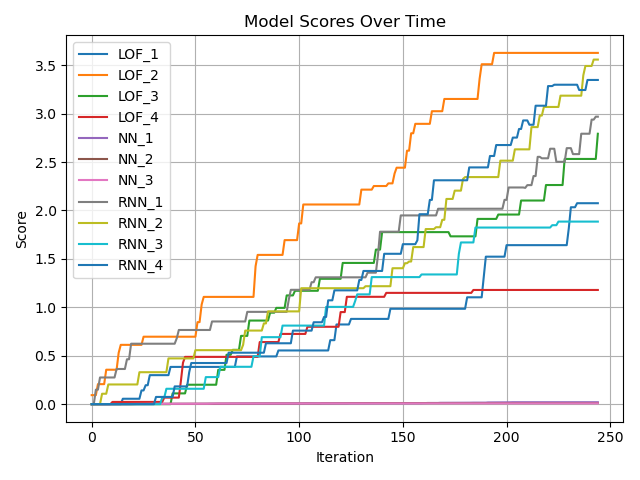 Model Scores Over Time
LOF_1
LOF_2
LOF_3
LOF_4
NN_1
NN_2
NN_3
RNN_1
RNN_2
RNN_3
RNN_4
Score
3.5
3.0
2.5
2.0
1.5
1.0
0.5
0.0
0 50 100 150 200 250
Iteration